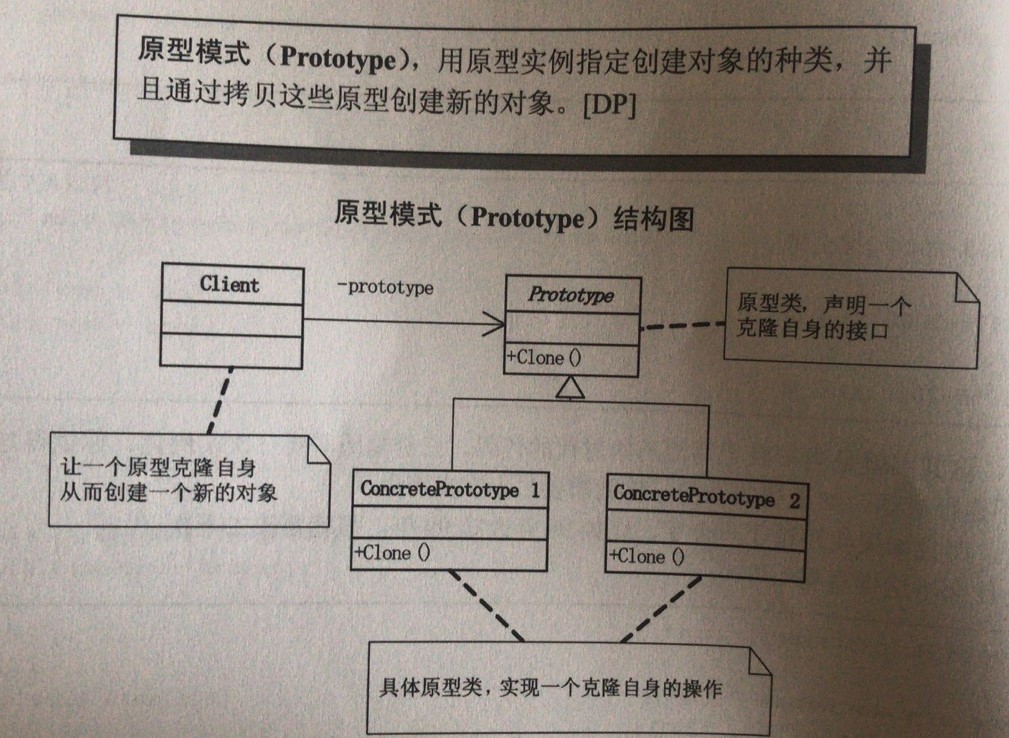 原型模式（Prototype），用原型实例指定创建对象的种类，并
且通过拷贝这些原型创建新的对象。[DP]
原型模式（Prototype）结构图
Client
-prototype
Prototype
+Clone()
原型类，声明一个
克隆自身的接口
让一个原型克隆自身
从而创建一个新的对象
ConcretePrototype 1
+Clone()
ConcretePrototype 2
+Clone()
具体原型类，实现一个克隆自身的操作